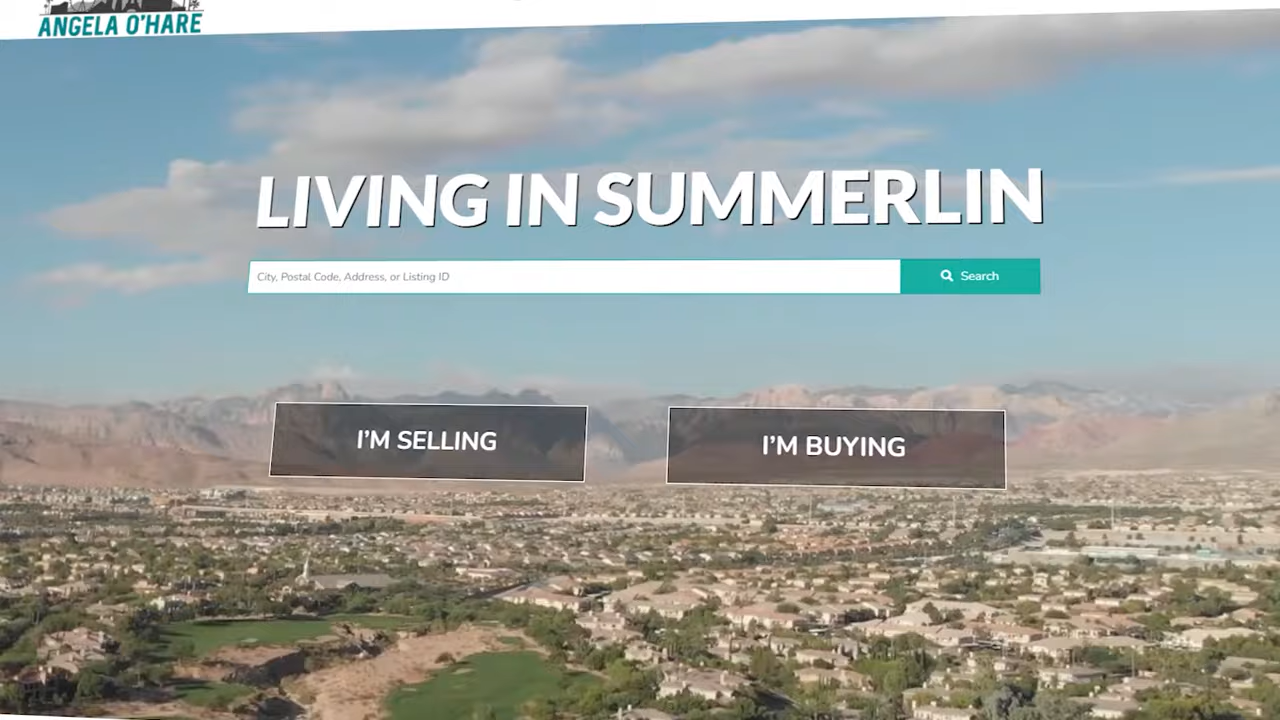 ANGELA O'HARE
LIVING IN SUMMERLIN
City, Postal Code, Address, or Listing ID
Search
I'M SELLING
I'M BUYING